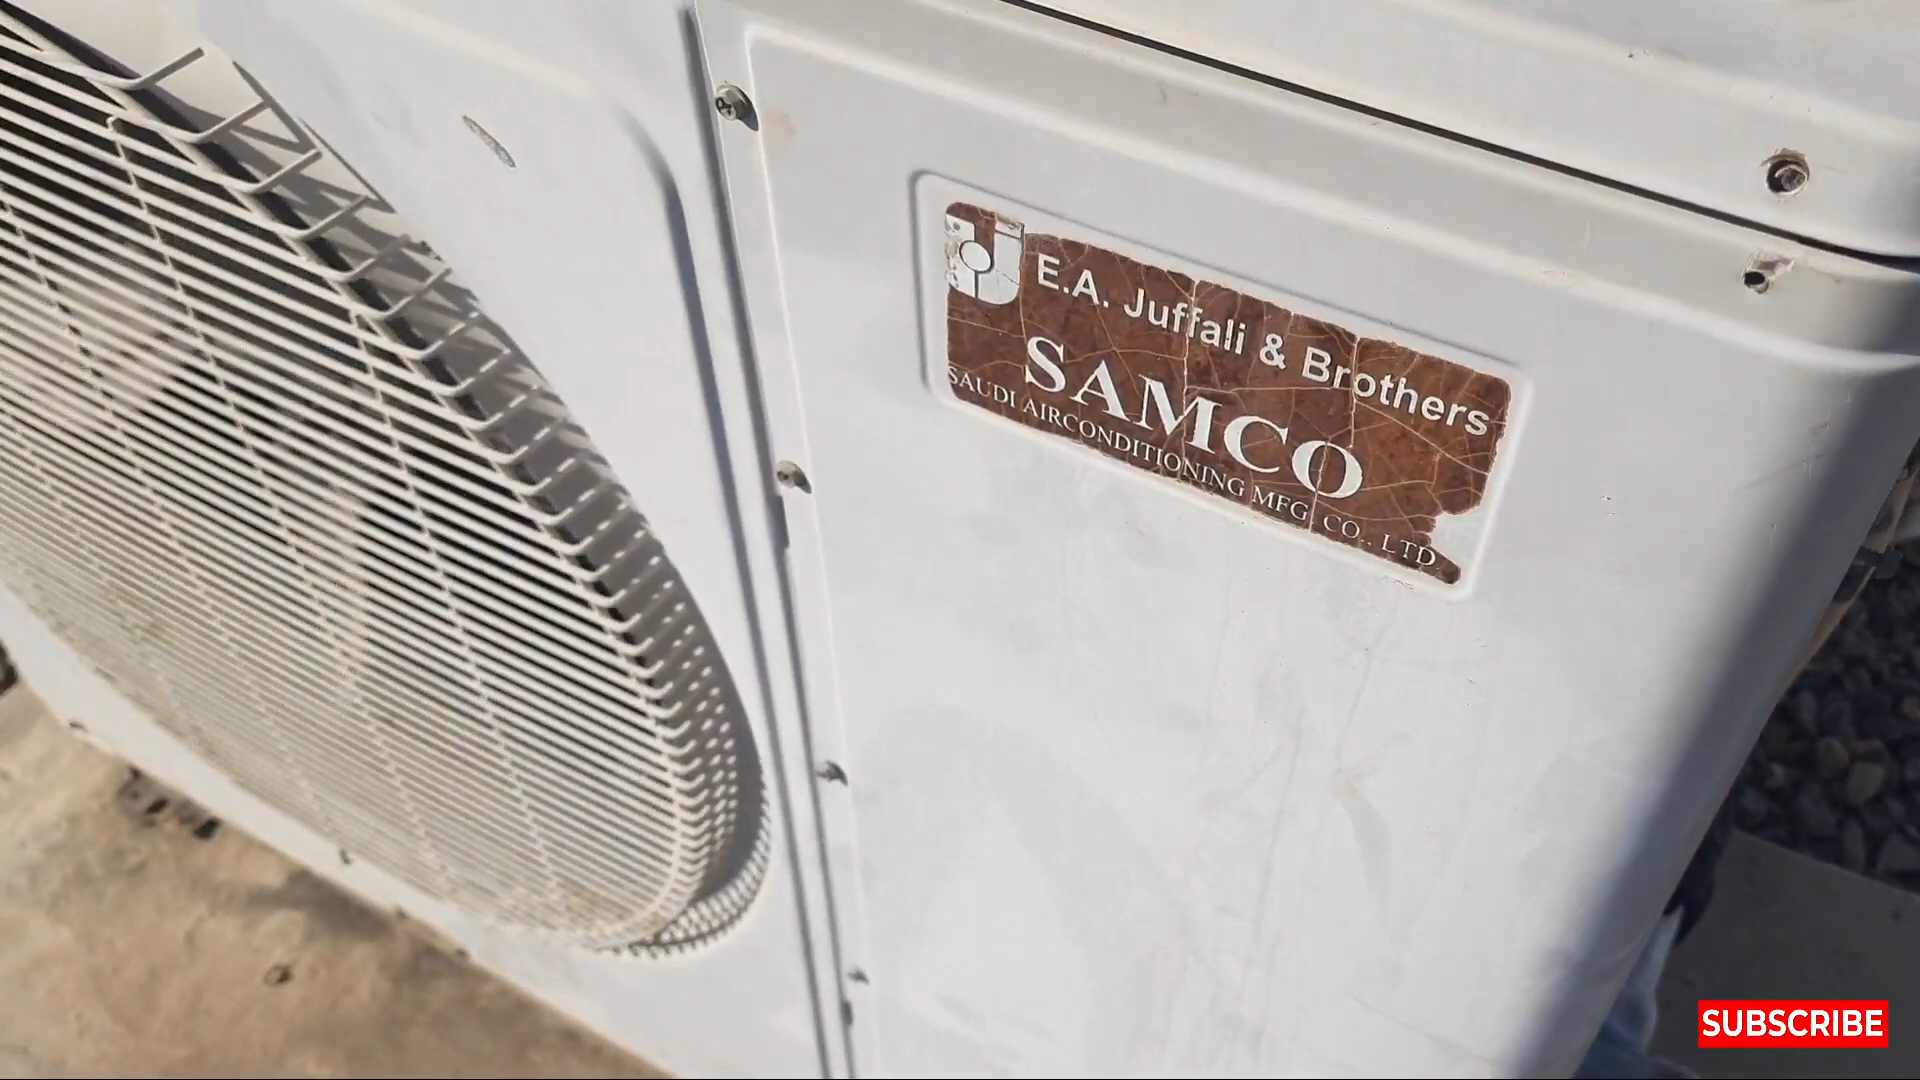 E.A. Juffali & Brothers
SAMCO
SAUDI AIRCONDITIONING MFG. CO., LTD.
SUBSCRIBE